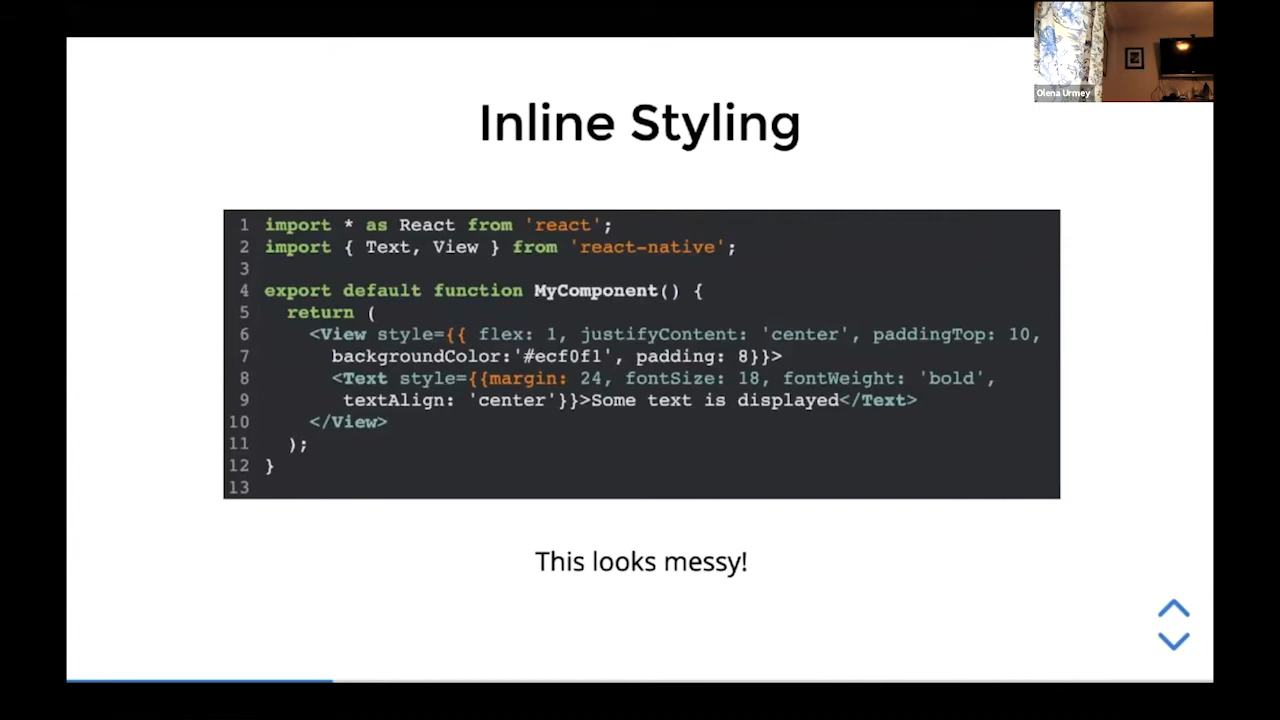 Olena Urmey
Inline Styling
1 import * as React from 'react';
2 import { Text, View } from 'react-native';
3
4 export default function MyComponent() {
5   return (
6     <View style={{ flex: 1, justifyContent: 'center', paddingTop: 10,
7       backgroundColor:'#ecf0f1', padding: 8}}>
8       <Text style={{margin: 24, fontSize: 18, fontWeight: 'bold',
9        textAlign: 'center'}}>Some text is displayed</Text>
10     </View>
11   );
12 }
13
This looks messy!